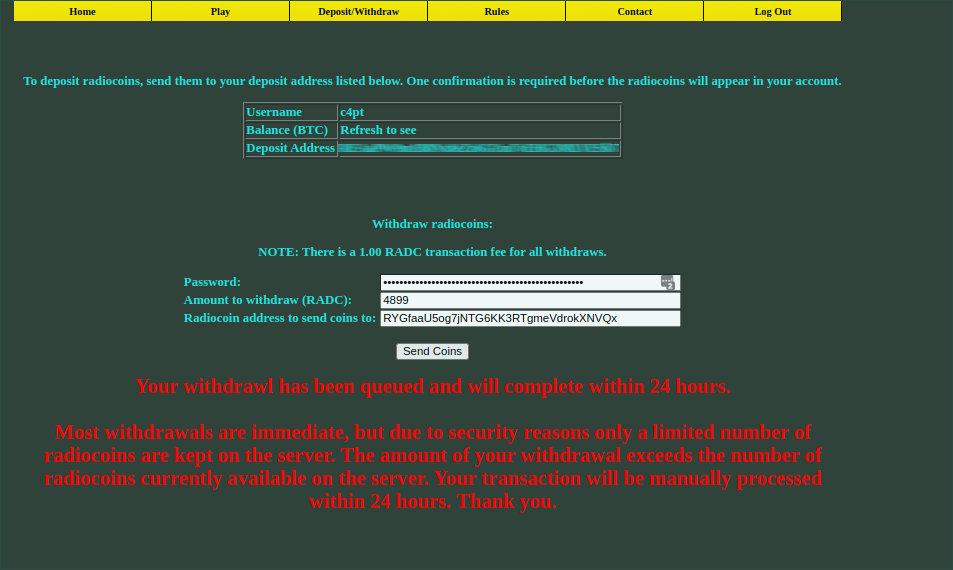 Home Play Deposit/Withdraw Rules Contact Log Out
To deposit radiocoins, send them to your deposit address listed below. One confirmation is required before the radiocoins will appear in your account.
Username c4pt
Balance (BTC) Refresh to see
Deposit Address
Withdraw radiocoins:
NOTE: There is a 1.00 RADC transaction fee for all withdraws.
Password: ••••••••••••••••••••••••••••••••••••••••••••••••• 2
Amount to withdraw (RADC): 4899
Radiocoin address to send coins to: RYGfaaU5og7jNTG6KK3RTgmeVdrokXNVQx
Send Coins
Your withdrawl has been queued and will complete within 24 hours.
Most withdrawals are immediate, but due to security reasons only a limited number of
radiocoins are kept on the server. The amount of your withdrawal exceeds the number of
radiocoins currently available on the server. Your transaction will be manually processed
within 24 hours. Thank you.